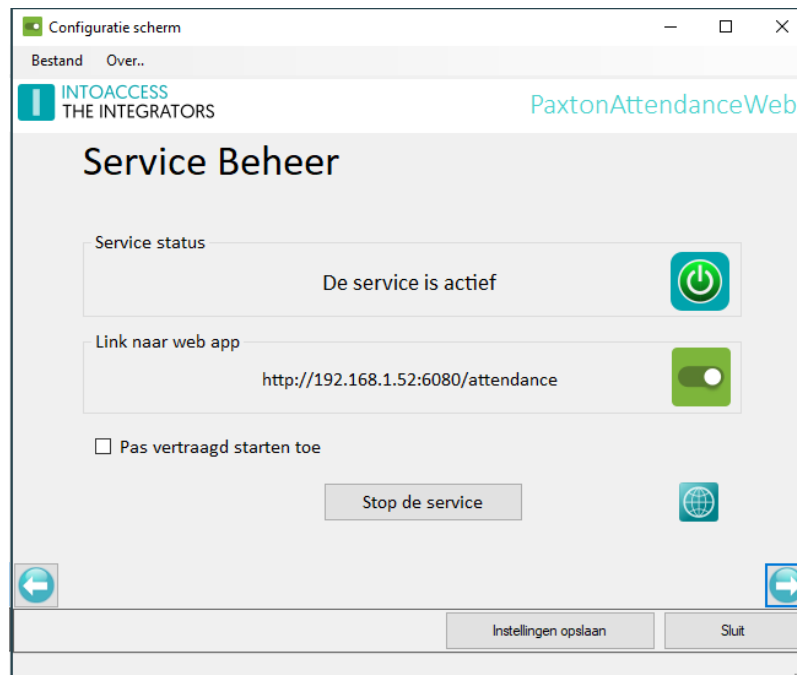 Configuratie scherm
Bestand Over..
INTOACCESS
THE INTEGRATORS
PaxtonAttendanceWeb
Service Beheer
Service status
De service is actief
Link naar web app
http://192.168.1.52:6080/attendance
Pas vertraagd starten toe
Stop de service
Instellingen opslaan Sluit